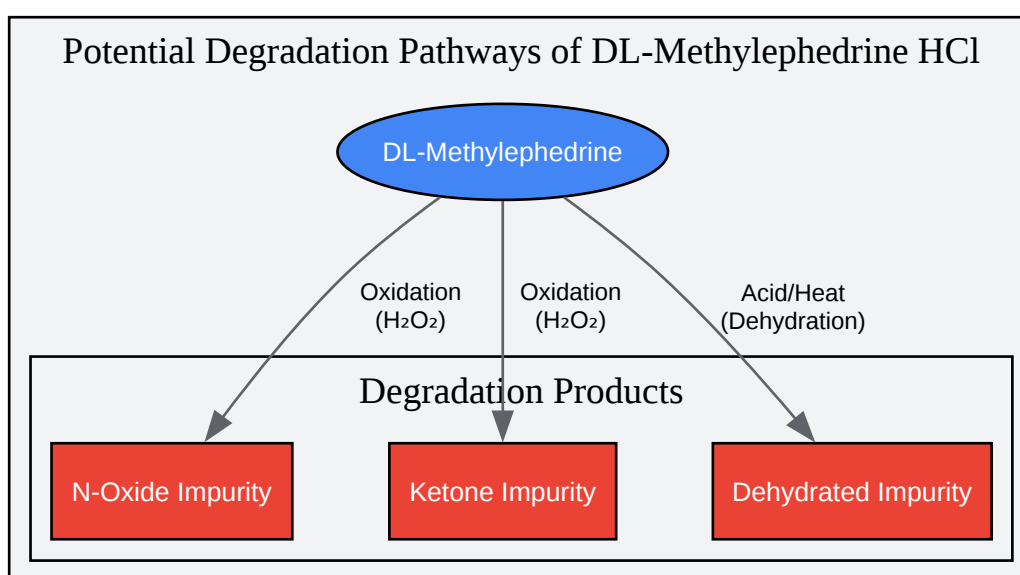 Potential Degradation Pathways of DL-Methylephedrine HCl
DL-Methylephedrine
Oxidation
(H₂O₂)
Oxidation
(H₂O₂)
Acid/Heat
(Dehydration)
Degradation Products
N-Oxide Impurity
Ketone Impurity
Dehydrated Impurity